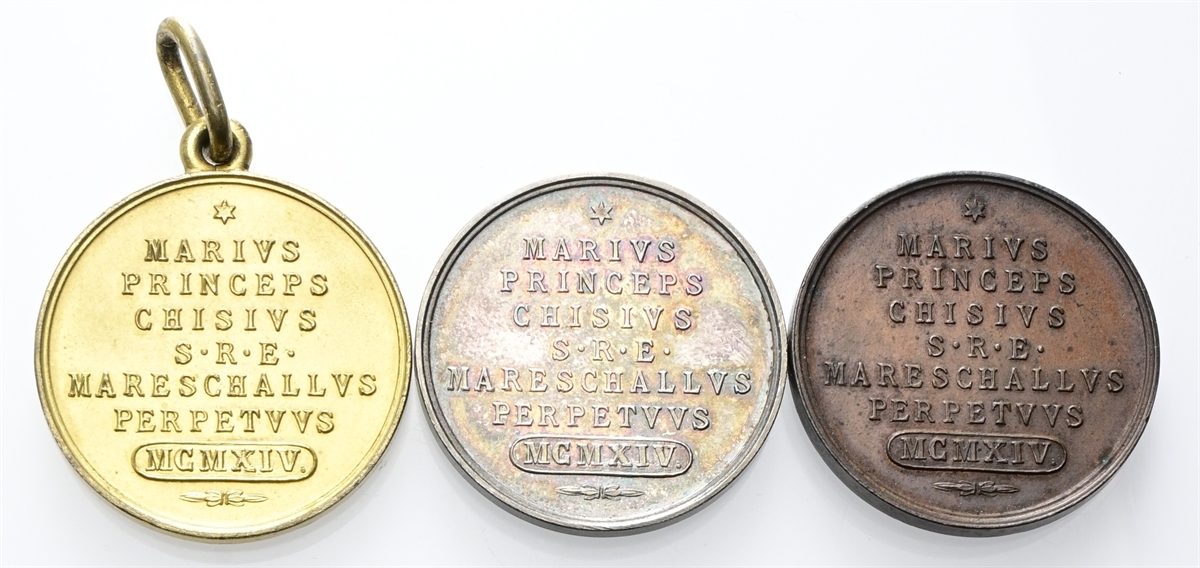 MARIVS
PRINCEPS
CHISIVS
S·R·E·
MARESCHALLVS
PERPETVVS
MCMXIV.
MARIVS
PRINCEPS
CHISIVS
S·R·E·
MARESCHALLVS
PERPETVVS
MCMXIV.
MARIVS
PRINCEPS
CHISIVS
S·R·E·
MARESCHALLVS
PERPETVVS
MCMXIV.